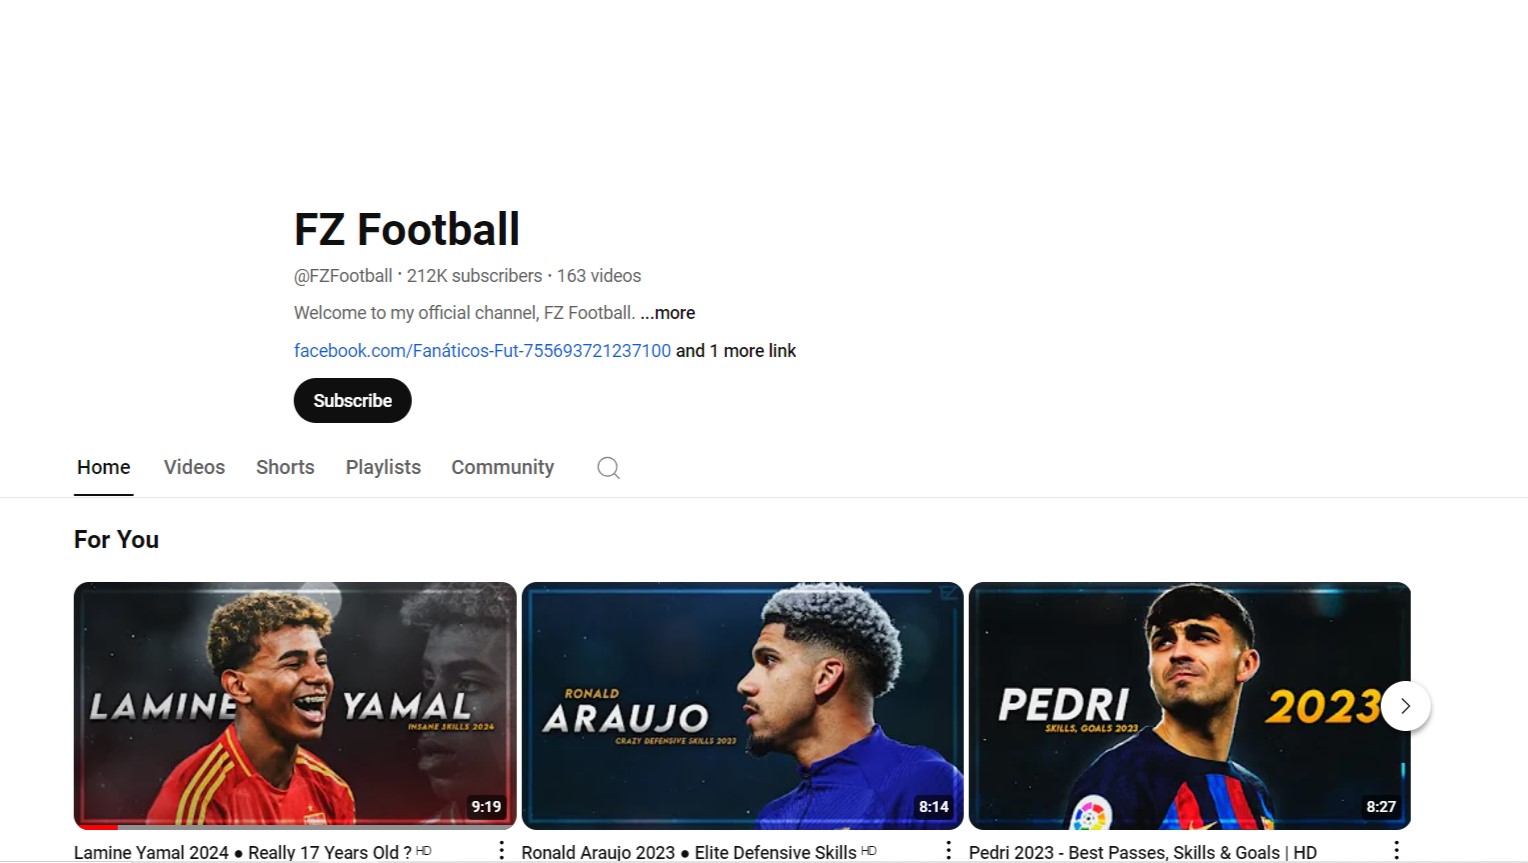 FZ Football
@FZFootball · 212K subscribers · 163 videos
Welcome to my official channel, FZ Football. ...more
facebook.com/Fanáticos-Fut-755693721237100 and 1 more link
Subscribe
Home Videos Shorts Playlists Community
For You
LAMINE YAMAL
INSANE SKILLS 2024
9:19
RONALD
ARAUJO
CRAZY DEFENSIVE SKILLS 2023
8:14
PEDRI 2023
SKILLS, GOALS 2023
8:27
Lamine Yamal 2024 ● Really 17 Years Old ? ᴴᴰ
Ronald Araujo 2023 ● Elite Defensive Skills ᴴᴰ
Pedri 2023 - Best Passes, Skills & Goals | HD